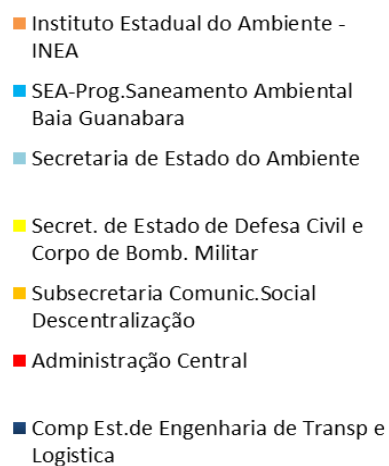 Instituto Estadual do Ambiente -
INEA
SEA-Prog.Saneamento Ambiental
Baia Guanabara
Secretaria de Estado do Ambiente
Secret. de Estado de Defesa Civil e
Corpo de Bomb. Militar
Subsecretaria Comunic.Social
Descentralização
Administração Central
Comp Est.de Engenharia de Transp e
Logistica